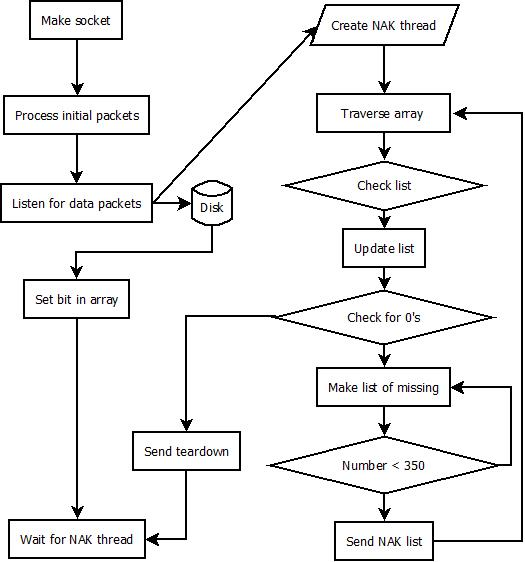 Make socket
Process initial packets
Listen for data packets
Disk
Set bit in array
Send teardown
Wait for NAK thread
Create NAK thread
Traverse array
Check list
Update list
Check for 0's
Make list of missing
Number < 350
Send NAK list